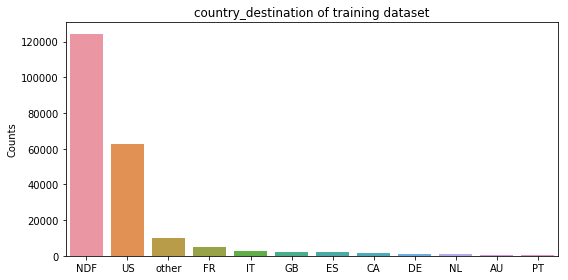 country_destination of training dataset
Counts
120000
100000
80000
60000
40000
20000
0
NDF US other FR IT GB ES CA DE NL AU PT